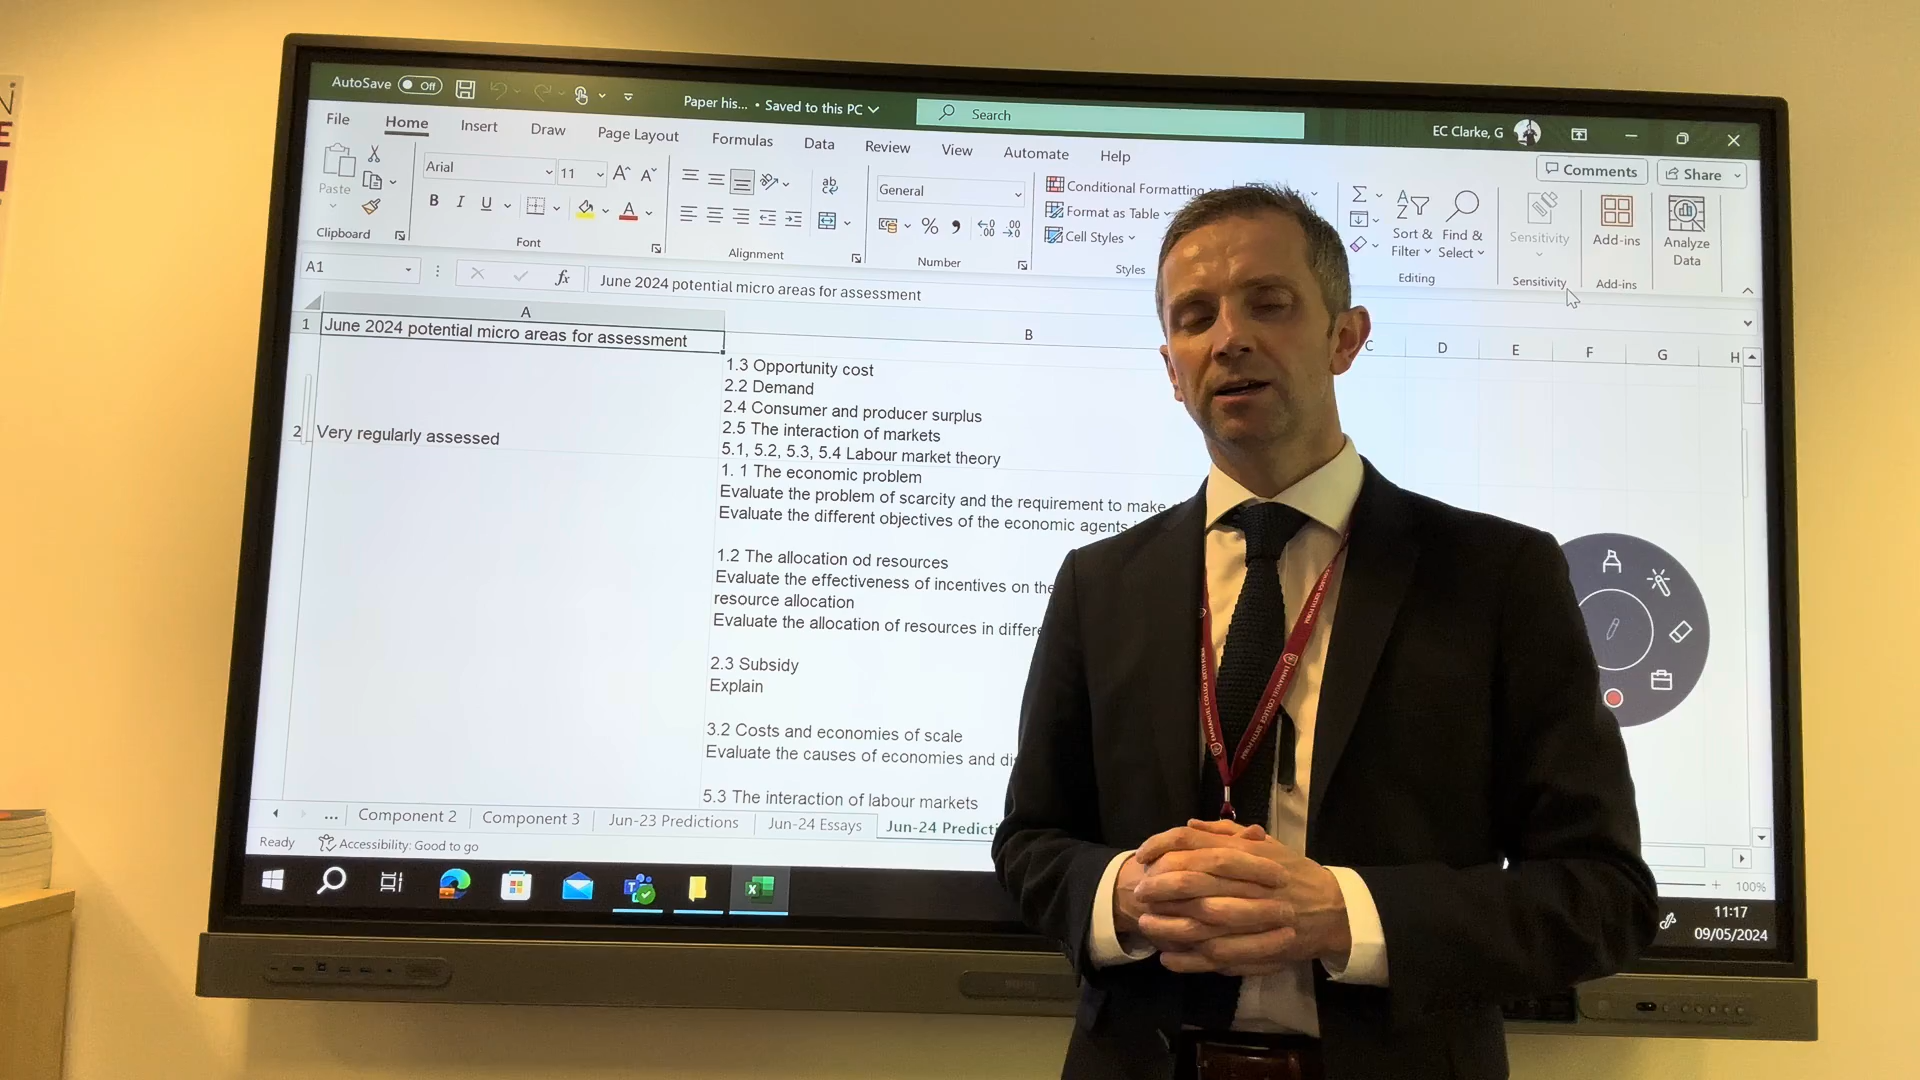 AutoSave Off
Paper his... • Saved to this PC
Search
EC Clarke, G
File Home Insert Draw Page Layout Formulas Data Review View Automate Help
Comments Share
Paste
Clipboard
Arial 11
B I U
Font
ab
Alignment
General
%
Number
Conditional Formatting
Format as Table
Cell Styles
Styles
Sort & Filter
Find & Select
Editing
Sensitivity
Sensitivity
Add-ins
Add-ins
Analyze Data
A1 fx June 2024 potential micro areas for assessment
A B C D E F G H
1 June 2024 potential micro areas for assessment
1.3 Opportunity cost
2.2 Demand
2.4 Consumer and producer surplus
2.5 The interaction of markets
2 Very regularly assessed
5.1, 5.2, 5.3, 5.4 Labour market theory
1. 1 The economic problem
Evaluate the problem of scarcity and the requirement to make
Evaluate the different objectives of the economic agents
1.2 The allocation od resources
Evaluate the effectiveness of incentives on the
resource allocation
Evaluate the allocation of resources in differe
2.3 Subsidy
Explain
3.2 Costs and economies of scale
Evaluate the causes of economies and di
5.3 The interaction of labour markets
... Component 2 Component 3 Jun-23 Predictions Jun-24 Essays Jun-24 Predicti
Ready Accessibility: Good to go
100%
11:17
09/05/2024
EMMANUEL COLLEGE SIXTH FORM